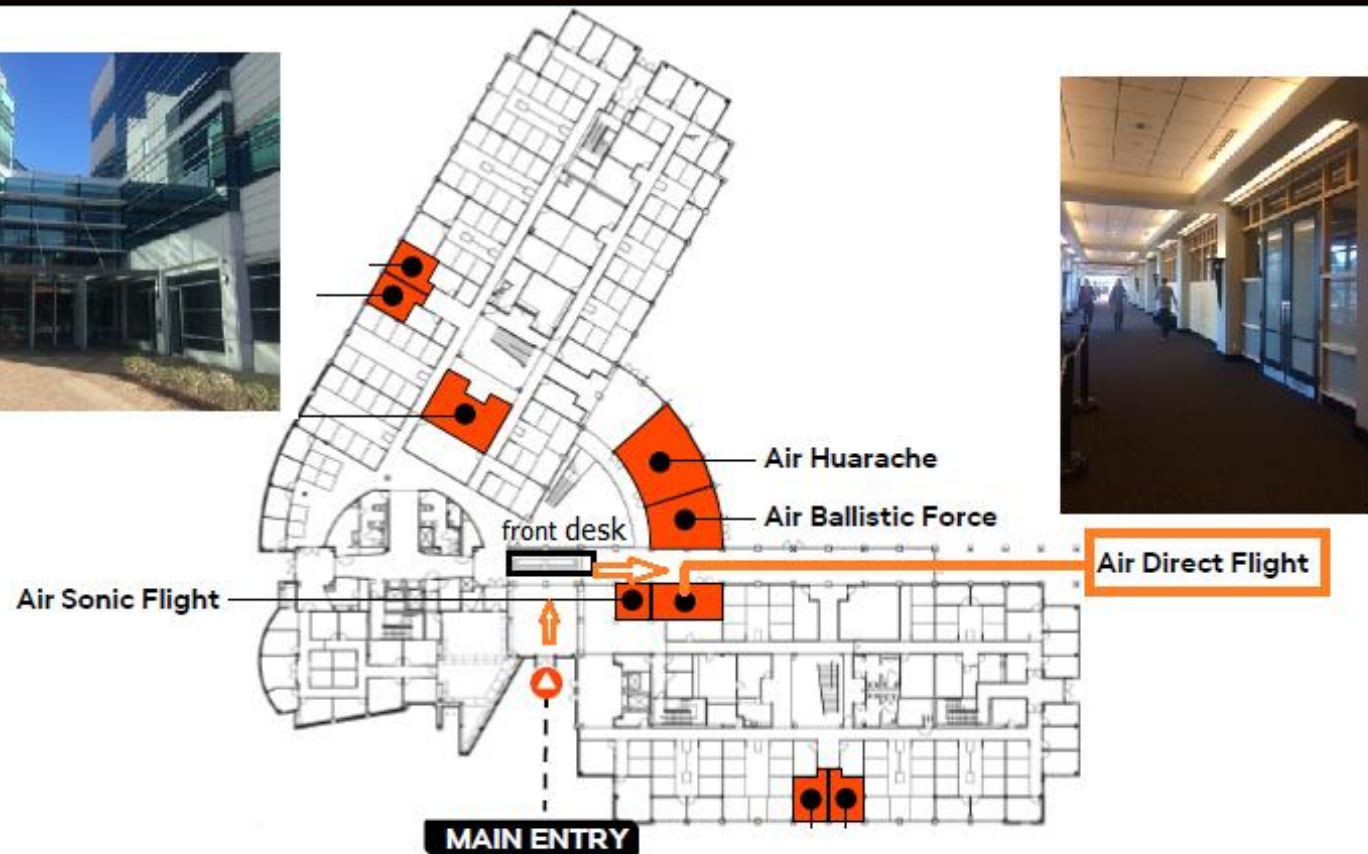 Air Huarache
front desk
Air Ballistic Force
Air Direct Flight
Air Sonic Flight
MAIN ENTRY